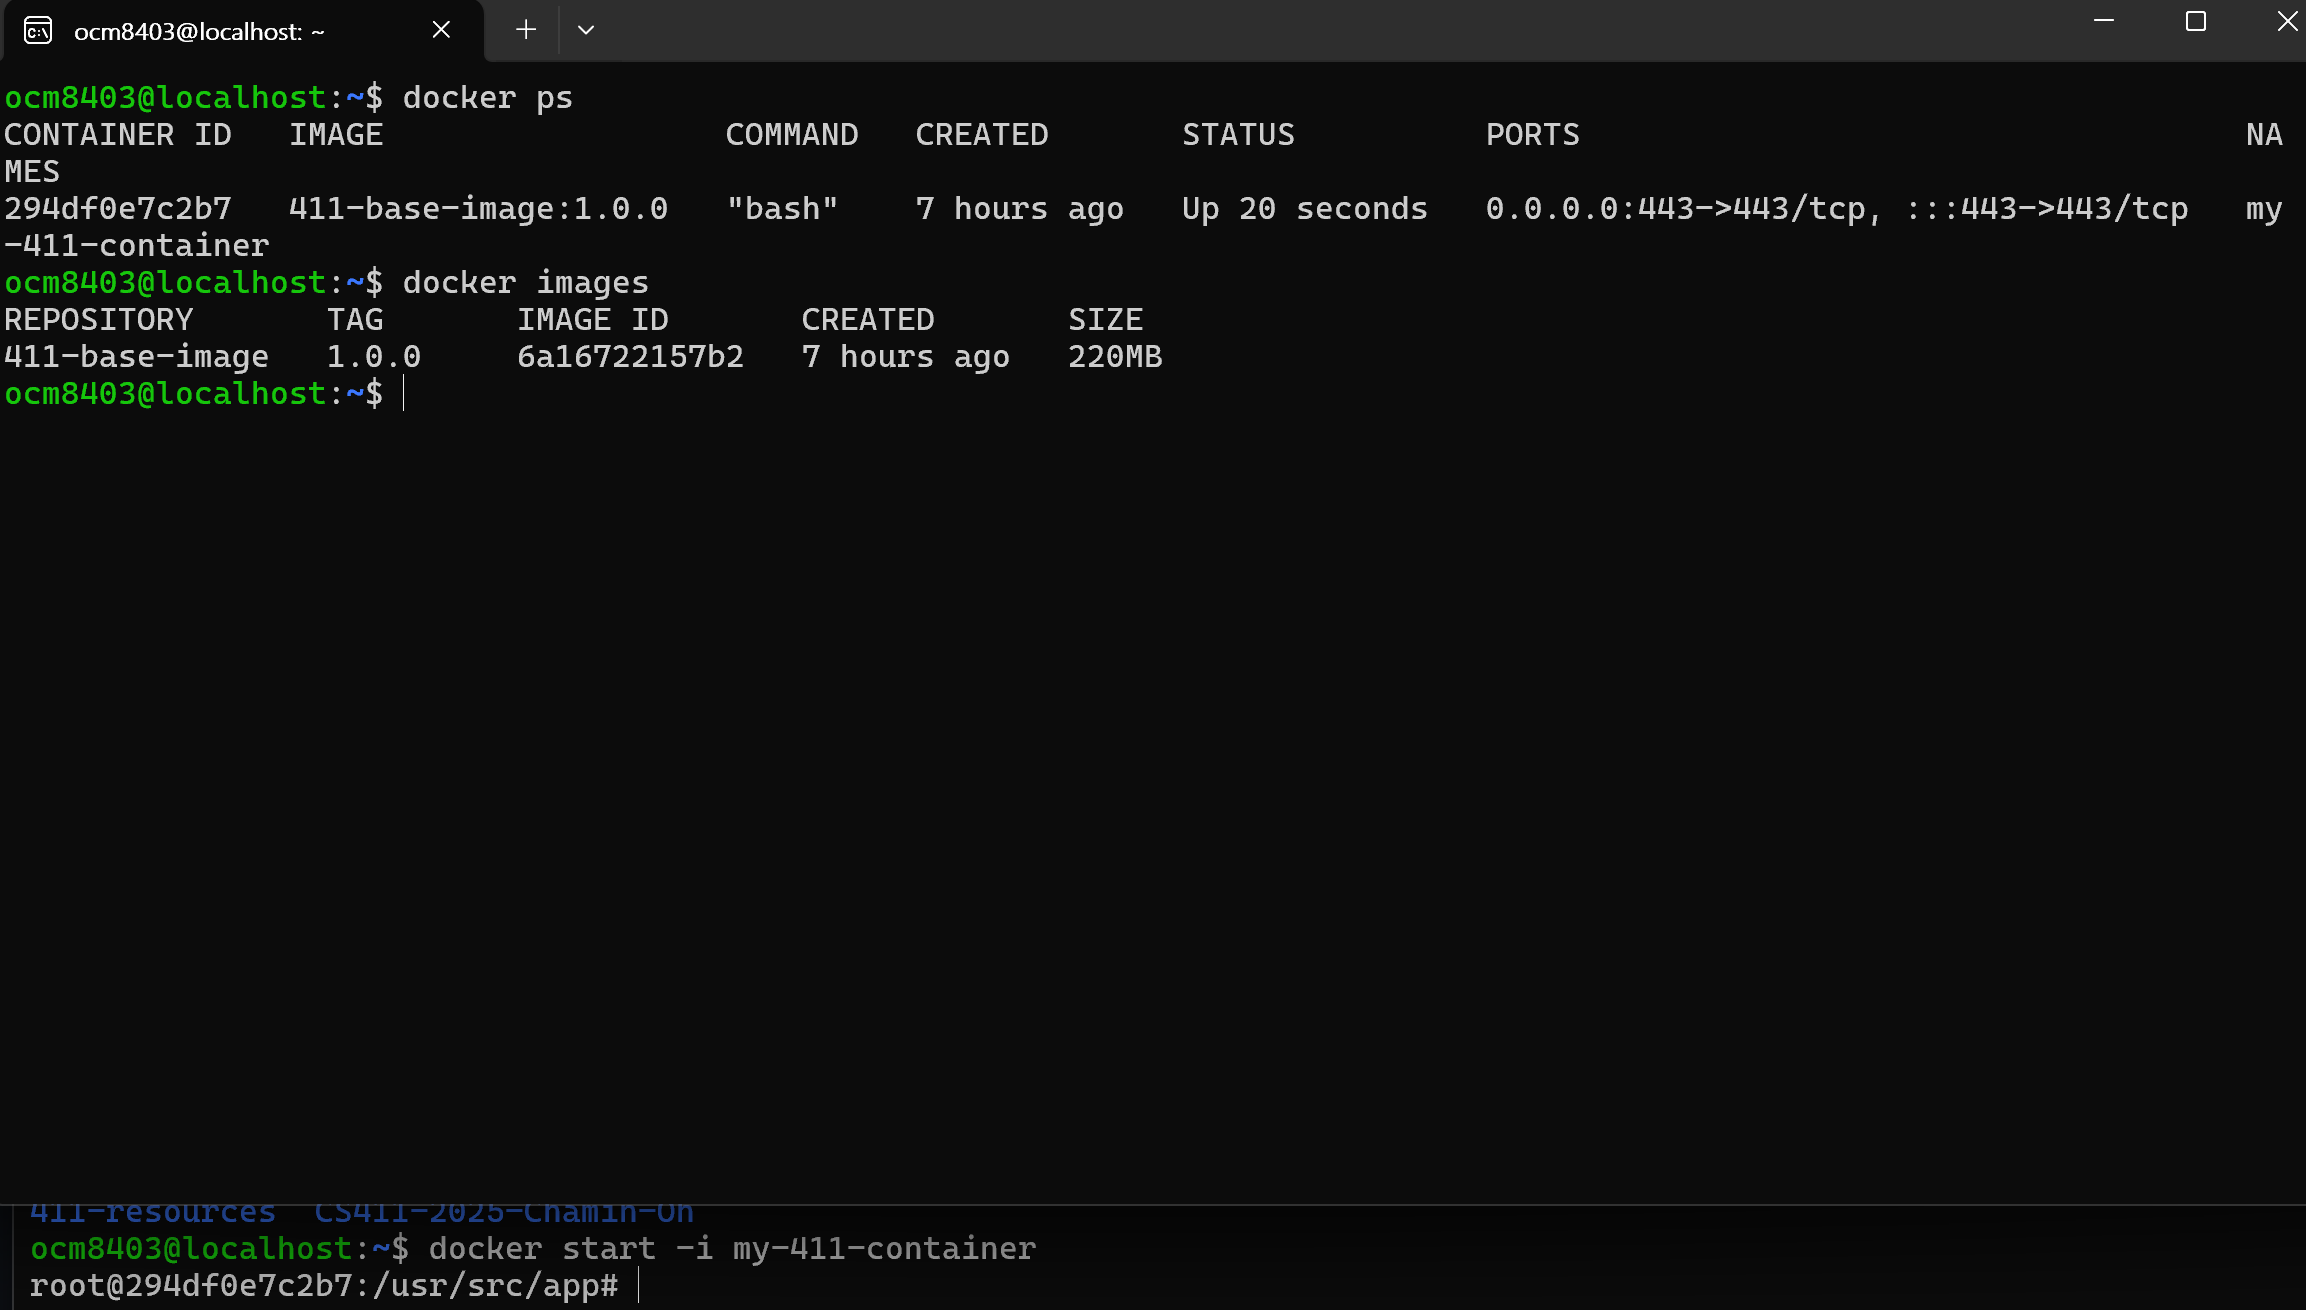 ocm8403@localhost: ~
ocm8403@localhost:~$ docker ps
CONTAINER ID   IMAGE                  COMMAND   CREATED       STATUS          PORTS                                   NA
MES
294df0e7c2b7   411-base-image:1.0.0   "bash"    7 hours ago   Up 20 seconds   0.0.0.0:443->443/tcp, :::443->443/tcp   my
-411-container
ocm8403@localhost:~$ docker images
REPOSITORY       TAG       IMAGE ID       CREATED       SIZE
411-base-image   1.0.0     6a16722157b2   7 hours ago   220MB
ocm8403@localhost:~$
411-resources  CS411-2025-Chamin-Oh
ocm8403@localhost:~$ docker start -i my-411-container
root@294df0e7c2b7:/usr/src/app#